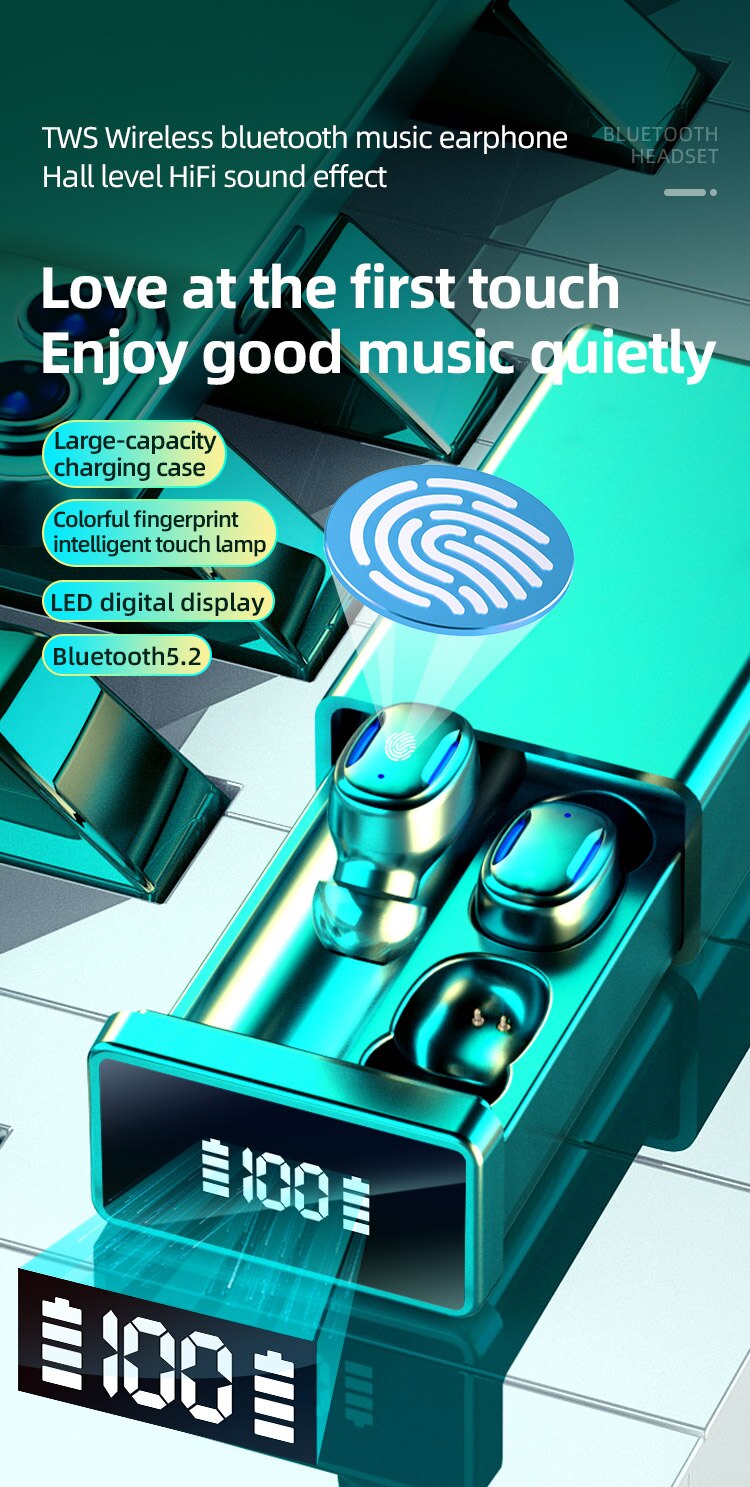 TWS Wireless bluetooth music earphone
Hall level HiFi sound effect
BLUETOOTH
HEADSET
Love at the first touch
Enjoy good music quietly
Large-capacity
charging case
Colorful fingerprint
intelligent touch lamp
LED digital display
Bluetooth5.2
100
100